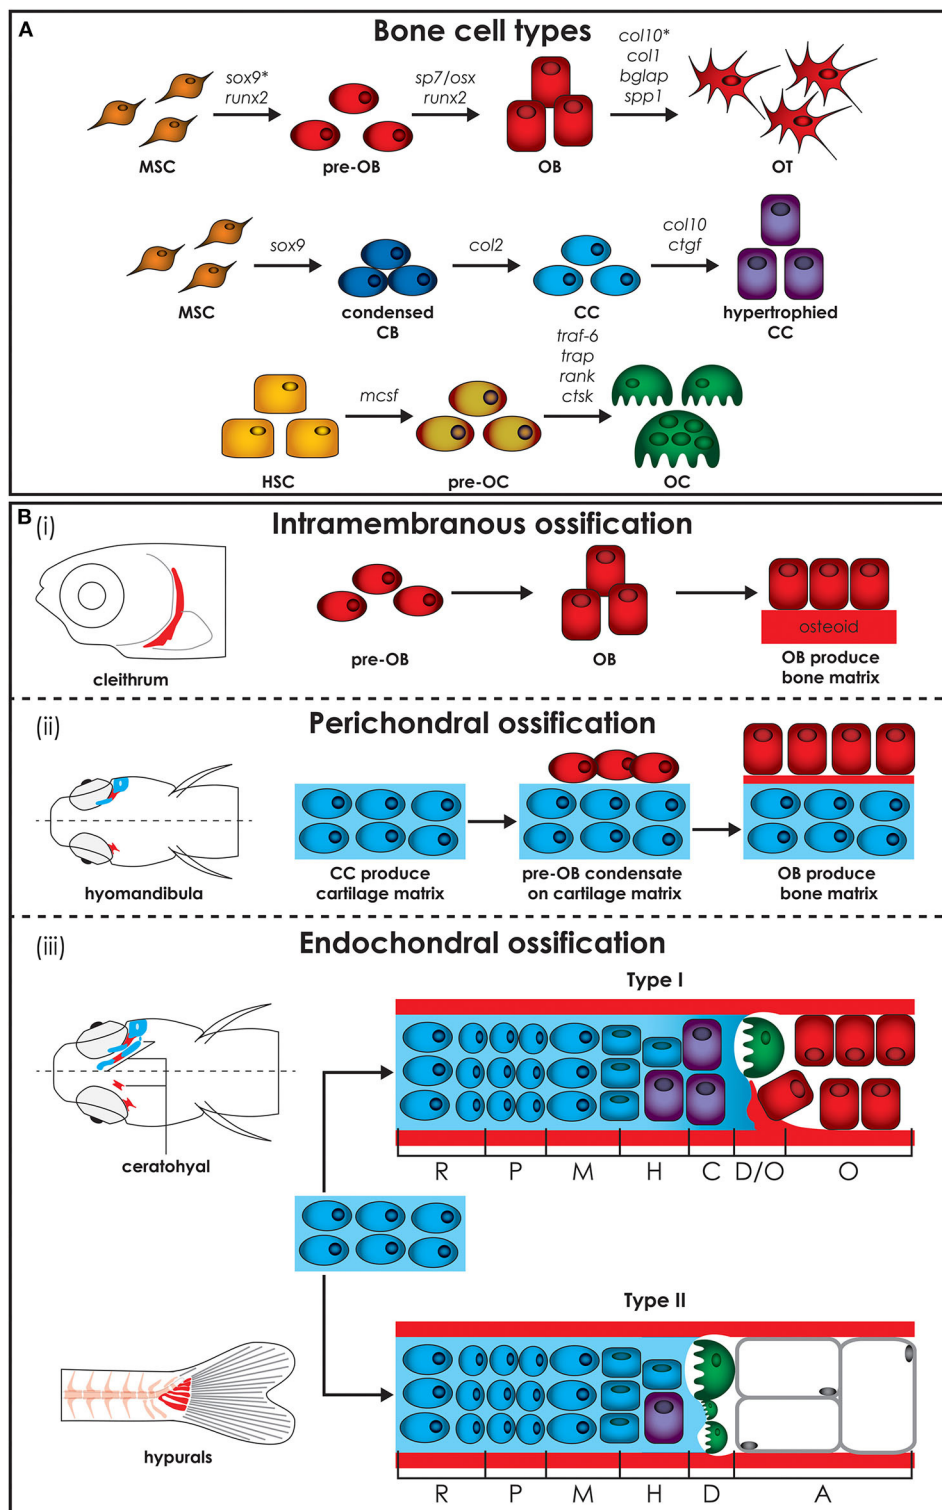 A
Bone cell types
sox9*
runx2
sp7/osx
runx2
col10*
col1
bglap
spp1
MSC
pre-OB
OB
OT
sox9
col2
col10
ctgf
MSC
condensed
CB
CC
hypertrophied
CC
mcsf
traf-6
trap
rank
ctsk
HSC
pre-OC
OC
B
(i)
Intramembranous ossification
cleithrum
pre-OB
OB
osteoid
OB produce
bone matrix
(ii)
Perichondral ossification
hyomandibula
CC produce
cartilage matrix
pre-OB condensate
on cartilage matrix
OB produce
bone matrix
(iii)
Endochondral ossification
Type I
ceratohyal
R P M H C D/O O
Type II
hypurals
R P M H D A